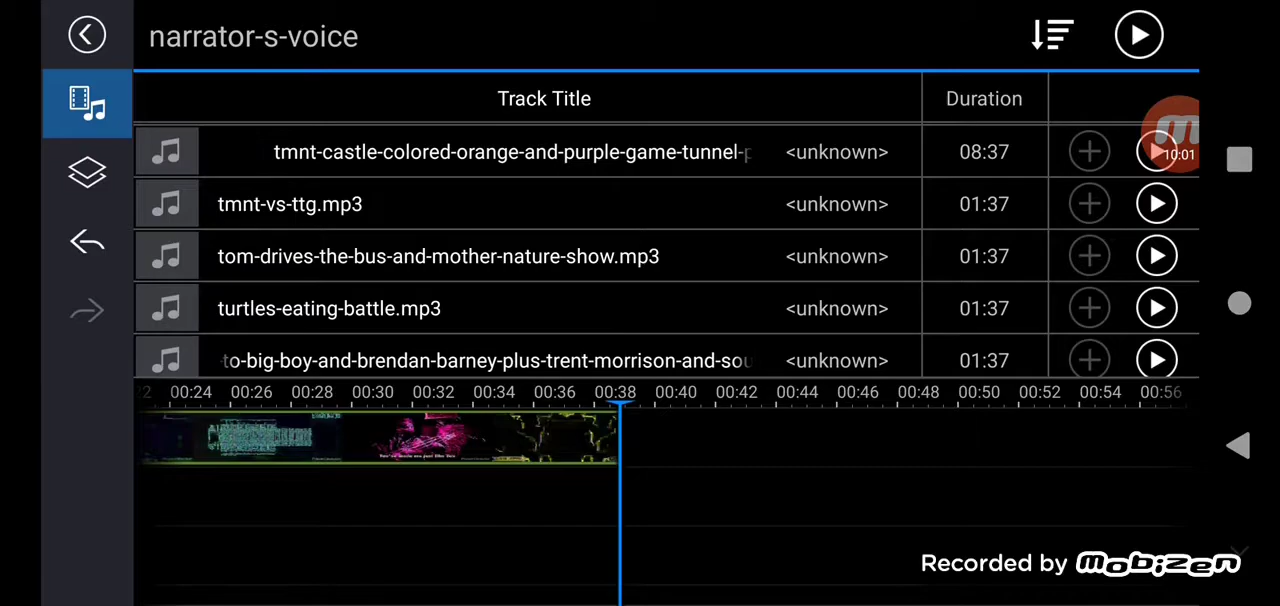 narrator-s-voice
Track Title Duration
tmnt-castle-colored-orange-and-purple-game-tunnel-p <unknown> 08:37
10:01
tmnt-vs-ttg.mp3 <unknown> 01:37
tom-drives-the-bus-and-mother-nature-show.mp3 <unknown> 01:37
turtles-eating-battle.mp3 <unknown> 01:37
to-big-boy-and-brendan-barney-plus-trent-morrison-and-sou <unknown> 01:37
22 00:24 00:26 00:28 00:30 00:32 00:34 00:36 00:38 00:40 00:42 00:44 00:46 00:48 00:50 00:52 00:54 00:56
Recorded by mobizen